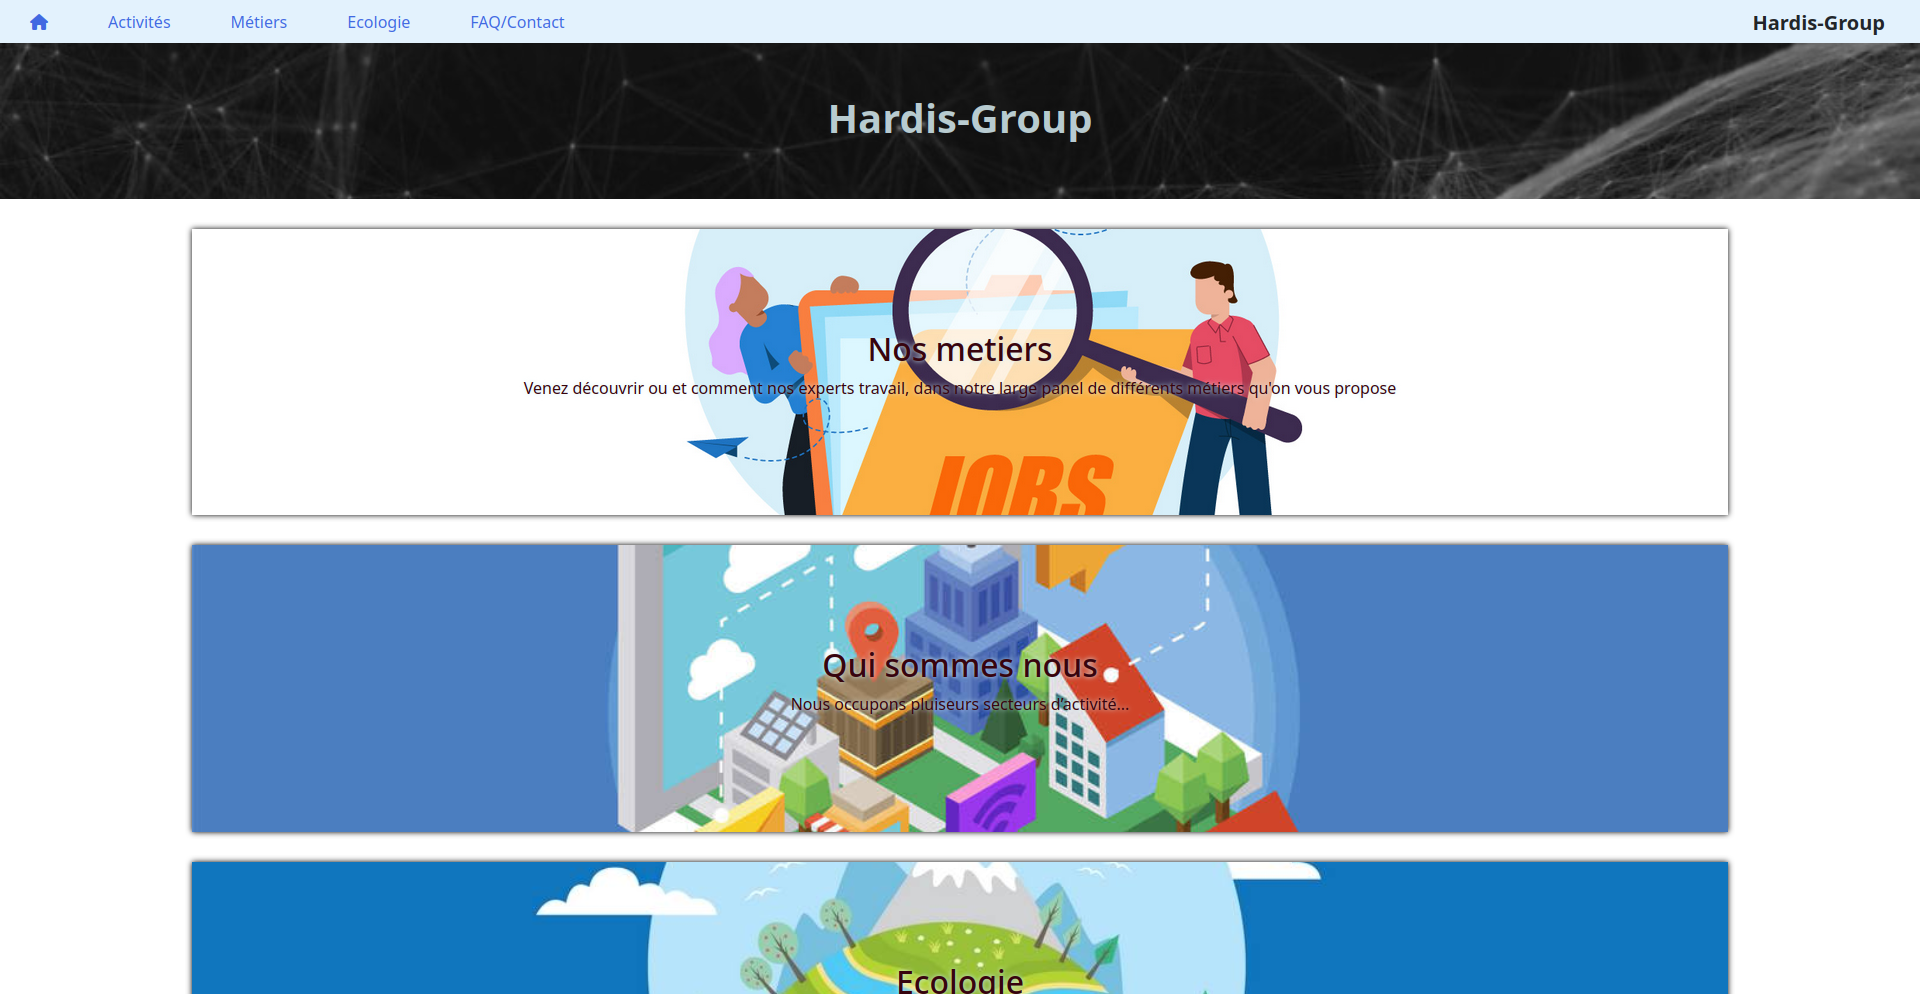 Activités Métiers Ecologie FAQ/Contact Hardis-Group
Hardis-Group
Nos metiers
Venez découvrir ou et comment nos experts travail, dans notre large panel de différents métiers qu'on vous propose
JOBS
Qui sommes nous
Nous occupons pluiseurs secteurs d'activité...
Ecologie